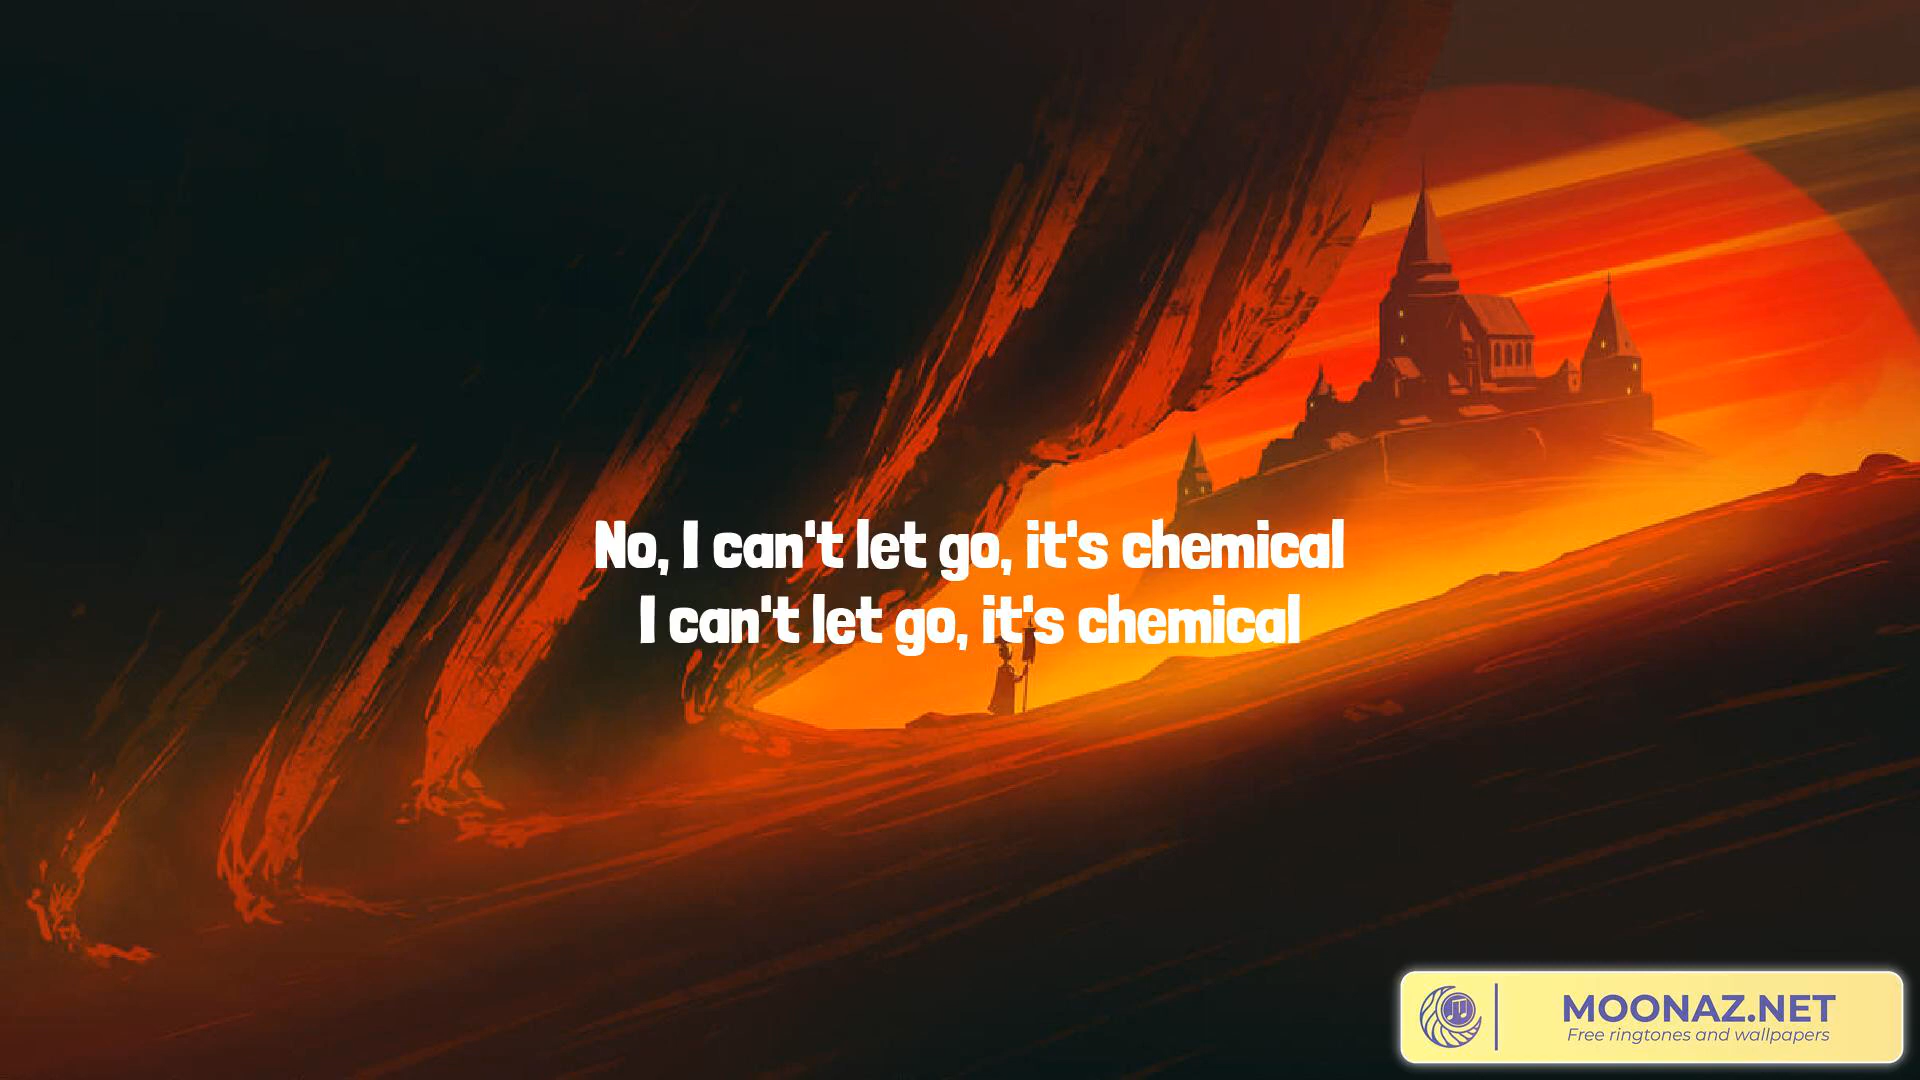 No, I can't let go, it's chemical
I can't let go, it's chemical
MOONAZ.NET
Free ringtones and wallpapers